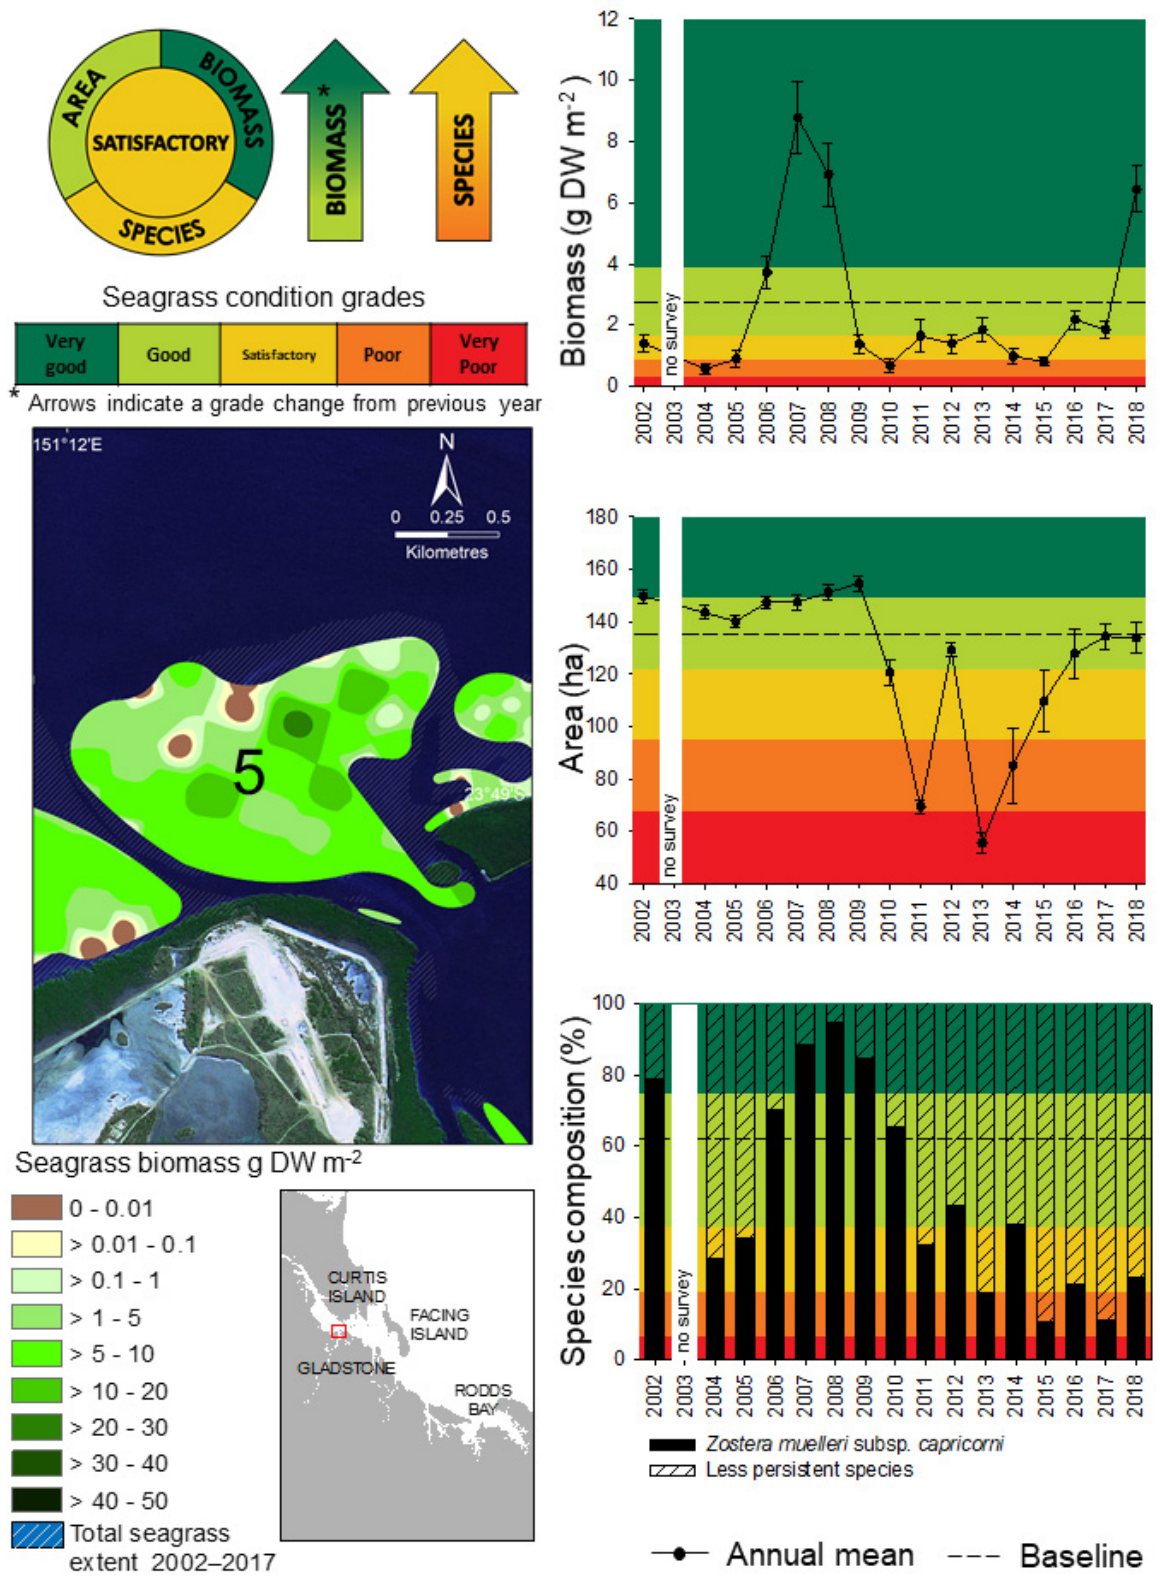 AREA
BIOMASS
SATISFACTORY
SPECIES
* BIOMASS
SPECIES
Seagrass condition grades
Very good
Good
Satisfactory
Poor
Very Poor
* Arrows indicate a grade change from previous year
151°12'E
N
0 0.25 0.5
Kilometres
5
23°49'S
Seagrass biomass g DW m-2
0 - 0.01
> 0.01 - 0.1
> 0.1 - 1
> 1 - 5
> 5 - 10
> 10 - 20
> 20 - 30
> 30 - 40
> 40 - 50
Total seagrass
extent 2002–2017
CURTIS
ISLAND
FACING
ISLAND
GLADSTONE
RODDS
BAY
Biomass (g DW m-2)
12
10
8
6
4
2
0
no survey
2002 2003 2004 2005 2006 2007 2008 2009 2010 2011 2012 2013 2014 2015 2016 2017 2018
Area (ha)
180
160
140
120
100
80
60
40
no survey
2002 2003 2004 2005 2006 2007 2008 2009 2010 2011 2012 2013 2014 2015 2016 2017 2018
Species composition (%)
100
80
60
40
20
0
no survey
2002 2003 2004 2005 2006 2007 2008 2009 2010 2011 2012 2013 2014 2015 2016 2017 2018
Zostera muelleri subsp. capricorni
Less persistent species
Annual mean
Baseline